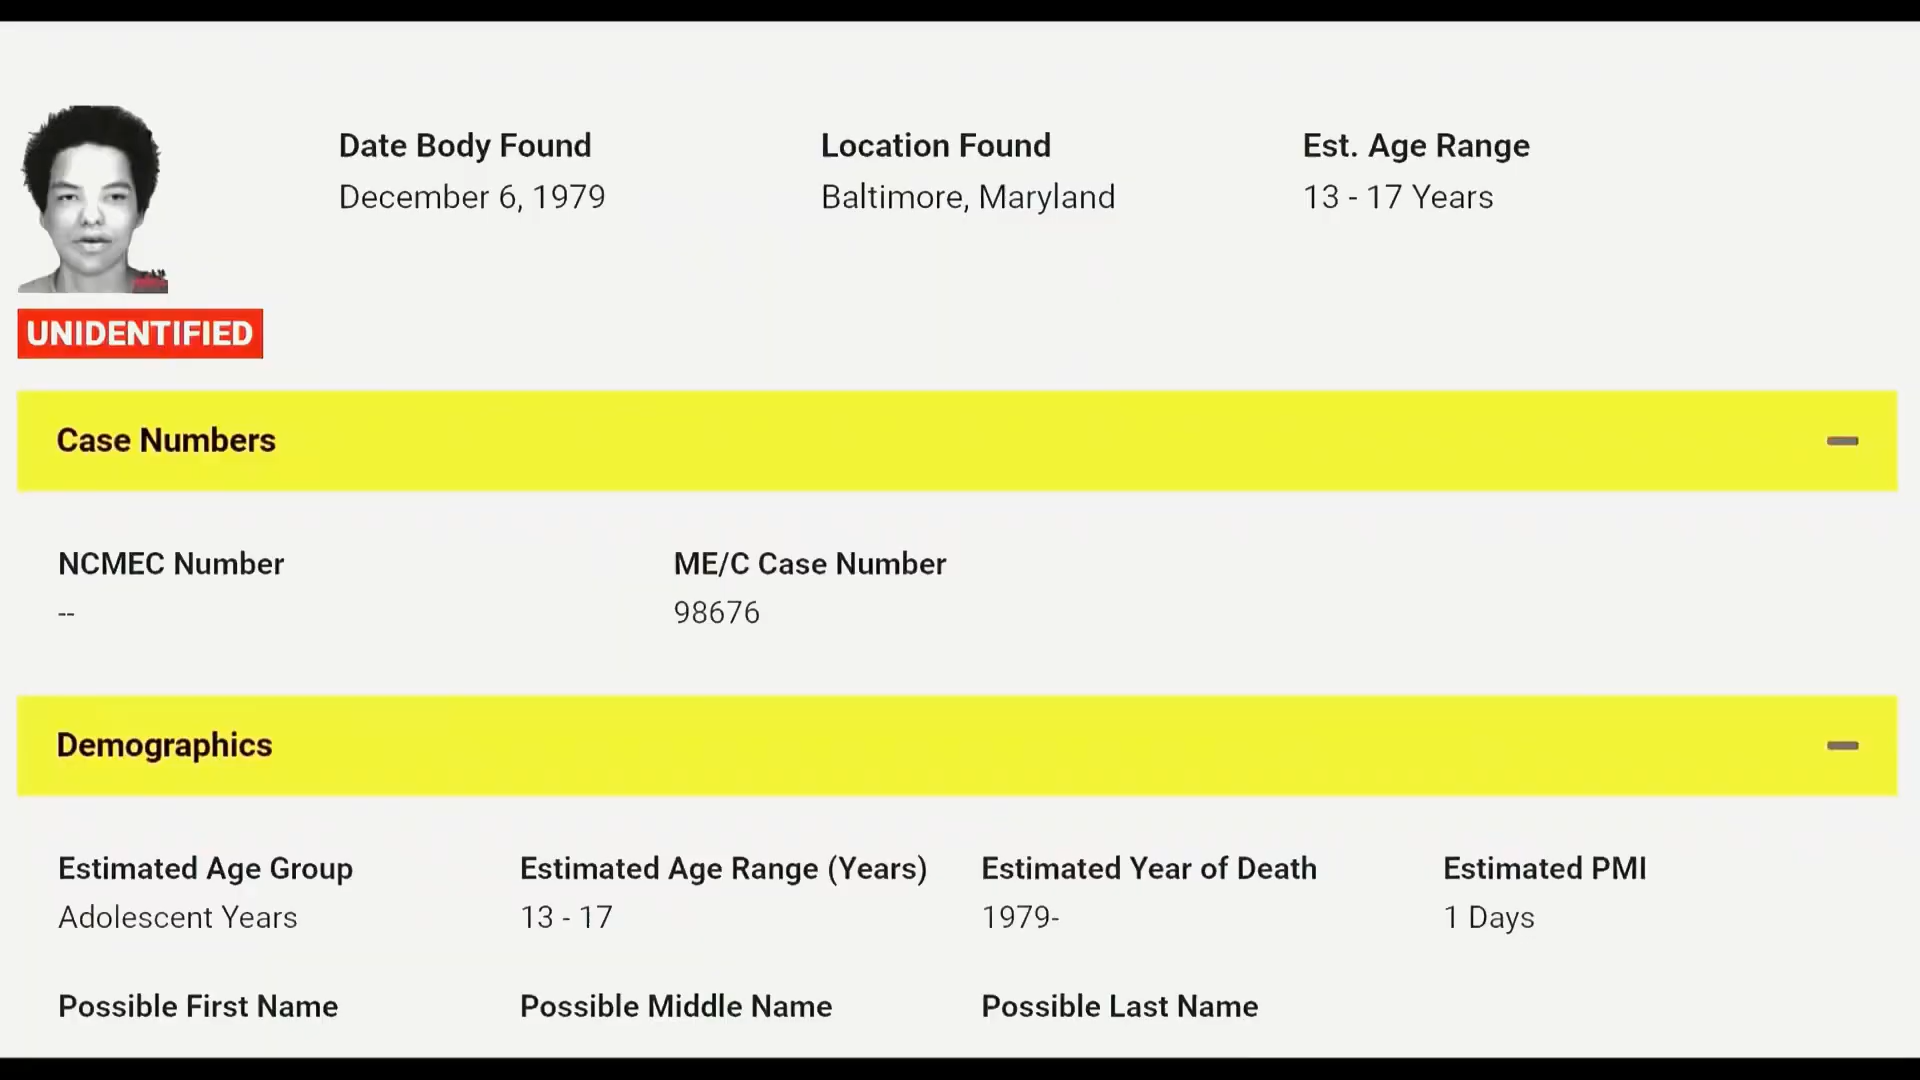 Date Body Found
Location Found
Est. Age Range
December 6, 1979
Baltimore, Maryland
13 - 17 Years
UNIDENTIFIED
Case Numbers
NCMEC Number
ME/C Case Number
--
98676
Demographics
Estimated Age Group
Estimated Age Range (Years)
Estimated Year of Death
Estimated PMI
Adolescent Years
13 - 17
1979-
1 Days
Possible First Name
Possible Middle Name
Possible Last Name